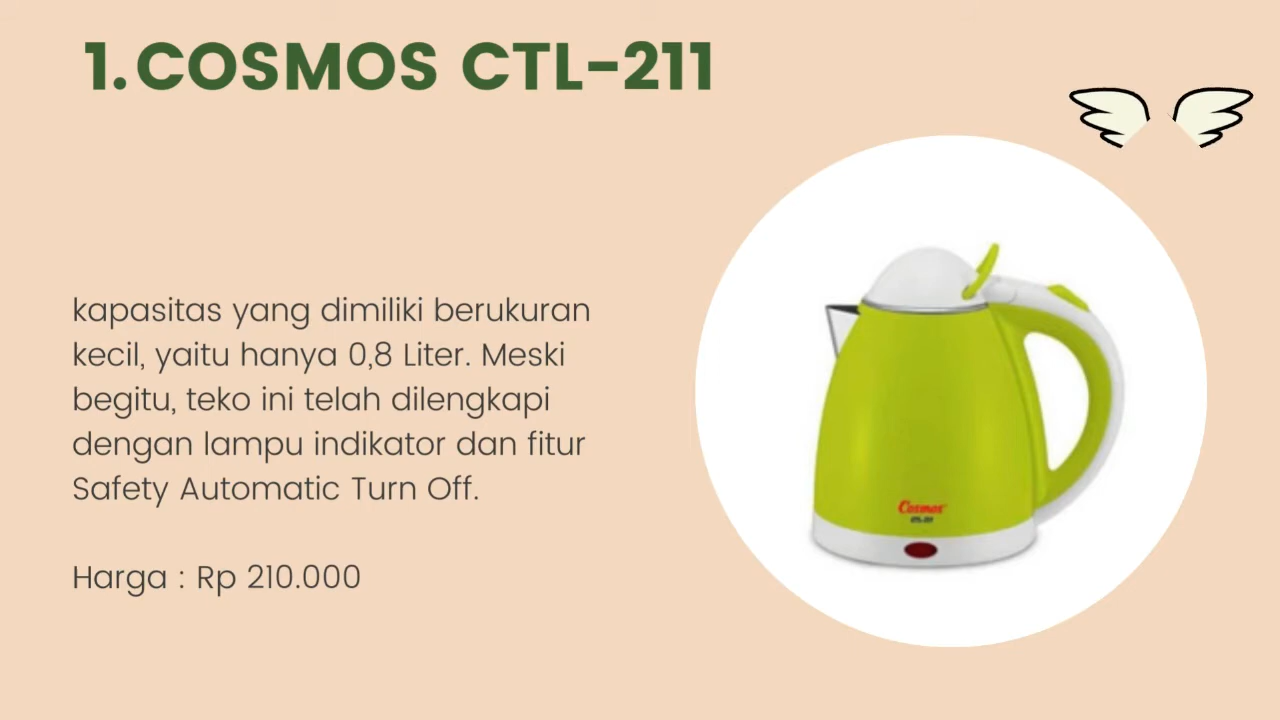 1. COSMOS CTL-211
kapasitas yang dimiliki berukuran
kecil, yaitu hanya 0,8 Liter. Meski
begitu, teko ini telah dilengkapi
dengan lampu indikator dan fitur
Safety Automatic Turn Off.
Harga : Rp 210.000
Cosmos